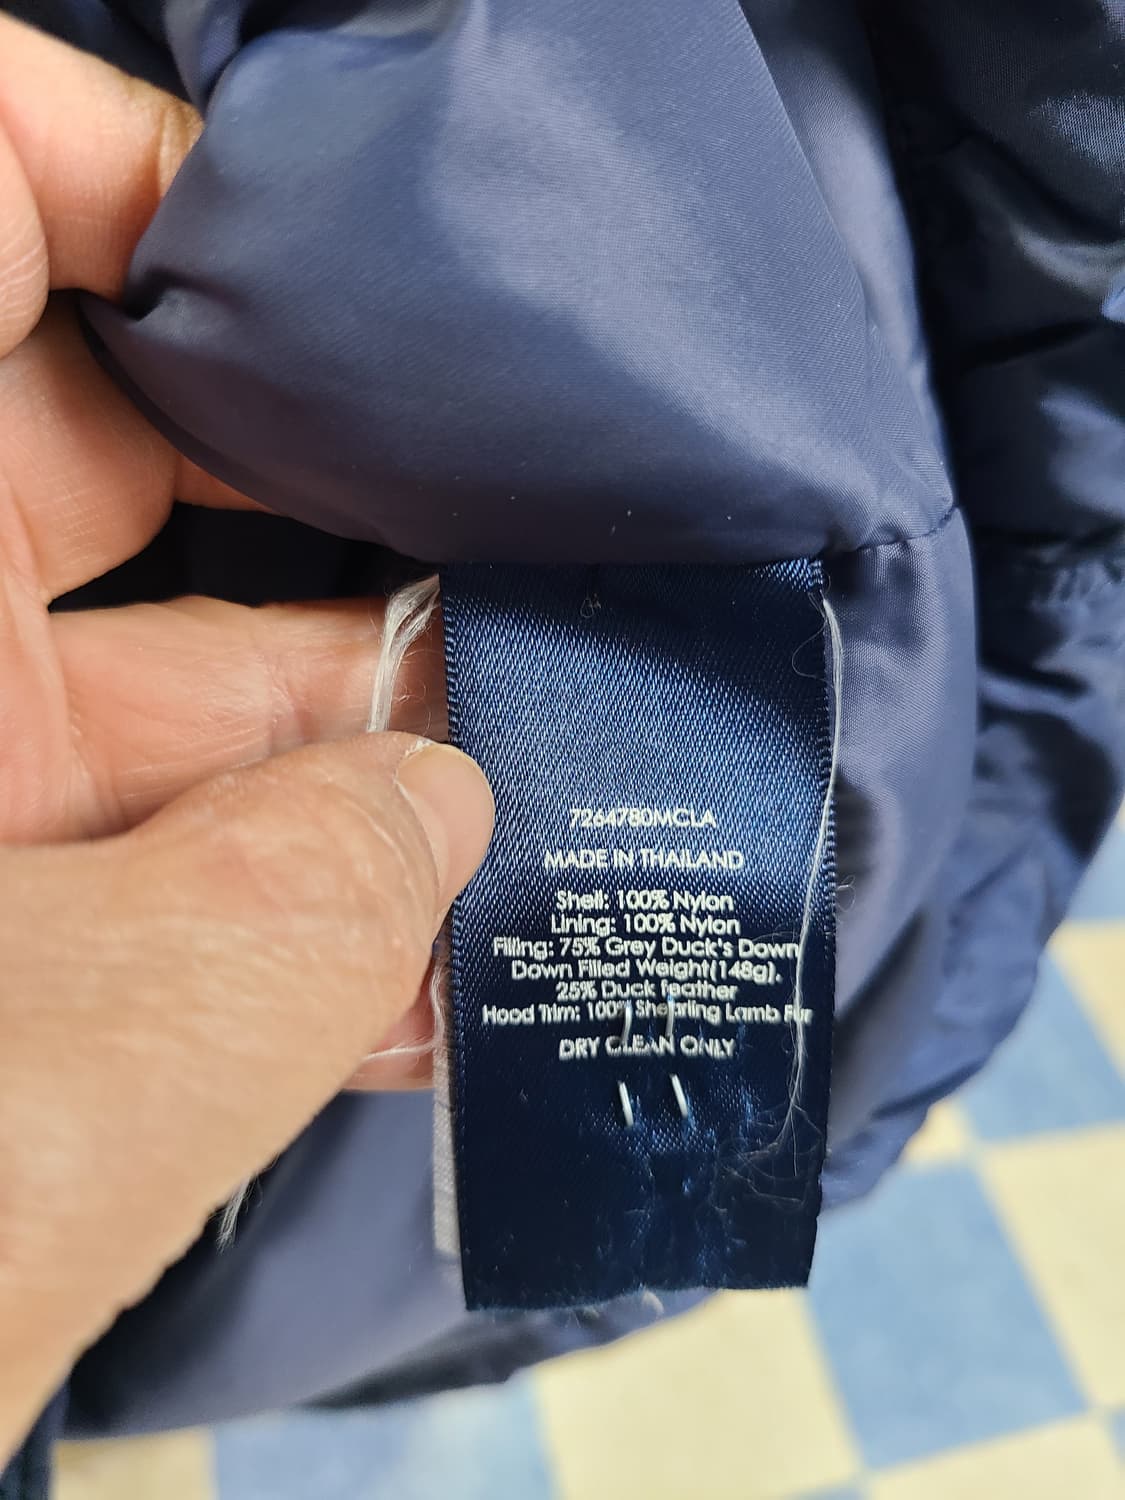 7264780MCLA
MADE IN THAILAND
Shell: 100% Nylon
Lining: 100% Nylon
Filling: 75% Grey Duck's Down
Down Filled Weight(148g).
25% Duck feather
Hood Trim: 100% Shearling Lamb Fur
DRY CLEAN ONLY